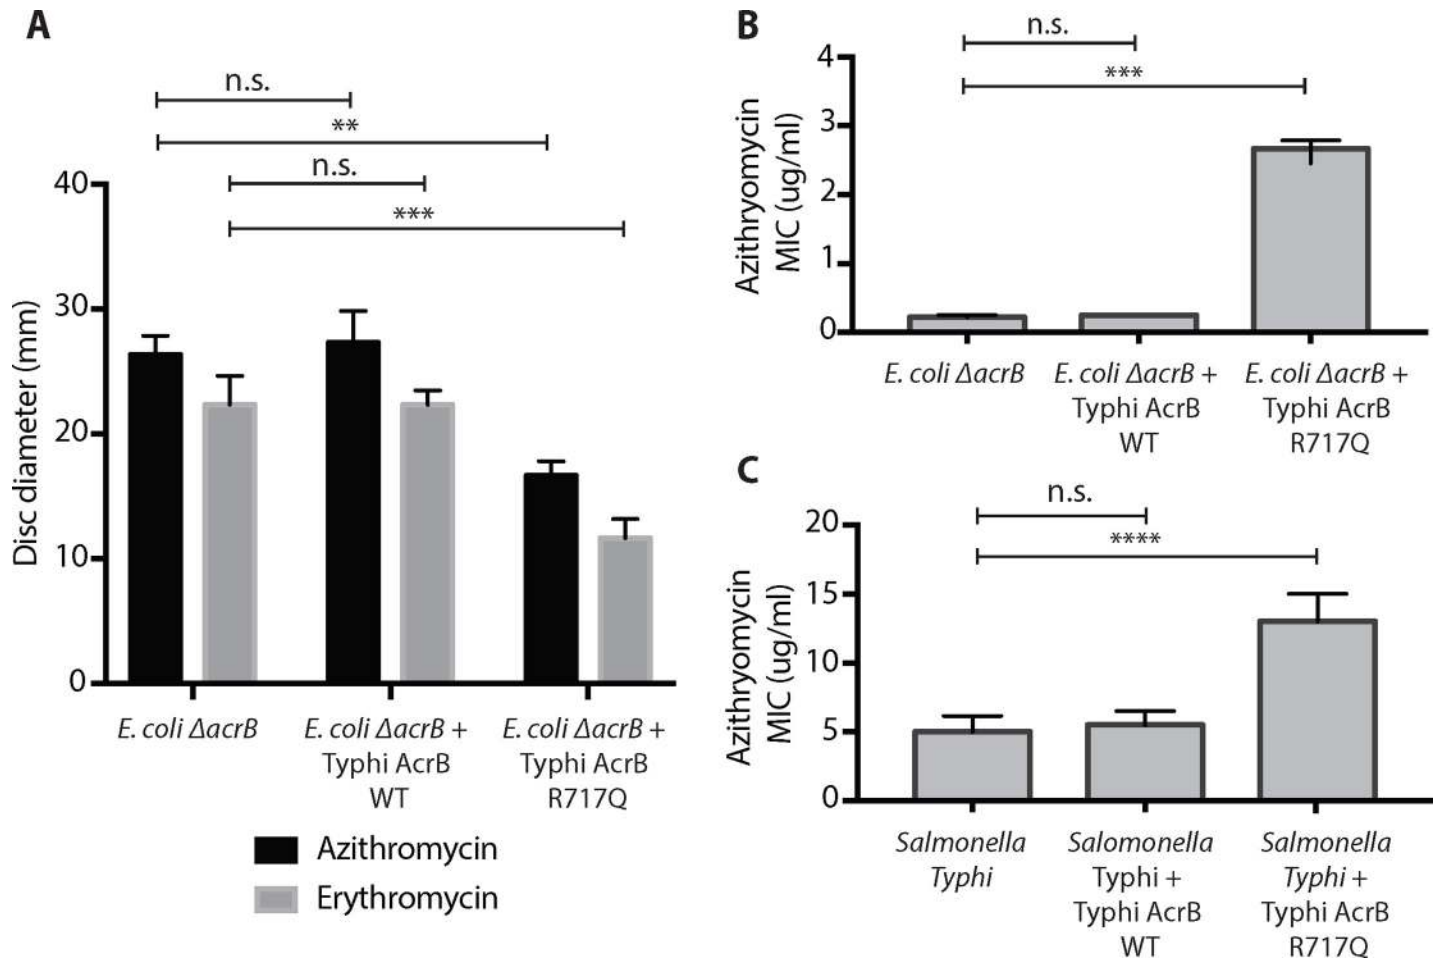 A
n.s.
**
n.s.
***
40
30
20
10
0
Disc diameter (mm)
E. coli ΔacrB
E. coli ΔacrB +
Typhi AcrB
WT
E. coli ΔacrB +
Typhi AcrB
R717Q
Azithromycin
Erythromycin
B
n.s.
***
4
3
2
1
0
Azithryomycin
MIC (ug/ml)
E. coli ΔacrB
E. coli ΔacrB +
Typhi AcrB
WT
E. coli ΔacrB +
Typhi AcrB
R717Q
C
n.s.
****
20
15
10
5
0
Azithryomycin
MIC (ug/ml)
Salmonella
Typhi
Salomonella
Typhi +
Typhi AcrB
WT
Salmonella
Typhi +
Typhi AcrB
R717Q